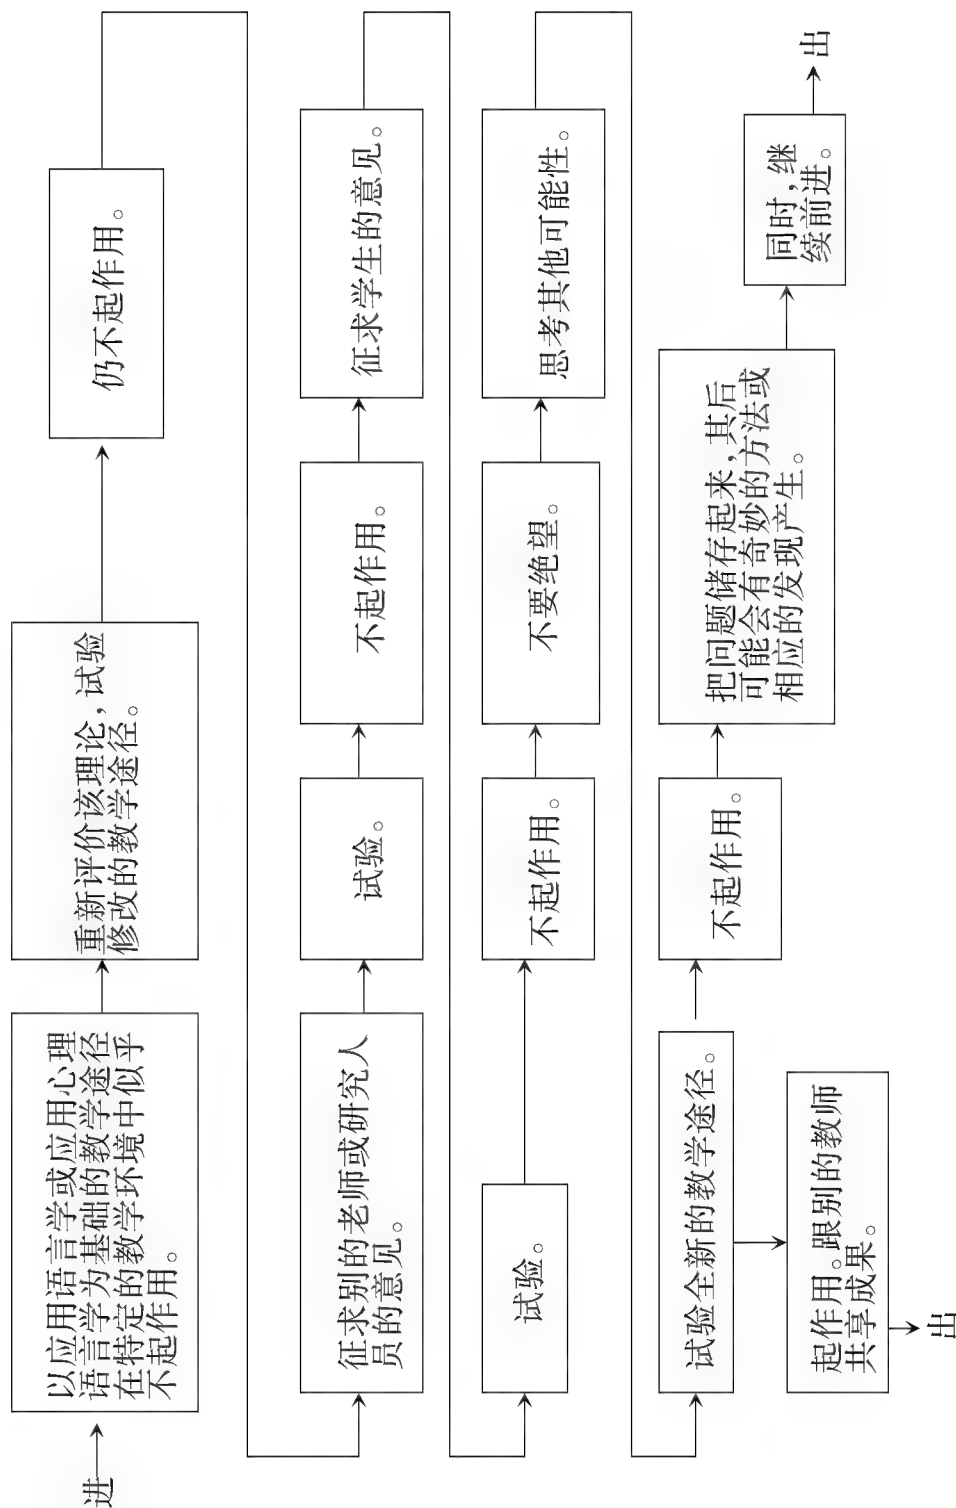 进
以应用语言学或应用心理
语言学为基础的教学途径
在特定的教学环境中似乎
不起作用。
重新评价该理论，试验
修改的教学途径。
仍不起作用。
征求别的老师或研究人
员的意见。
试验。
不起作用。
征求学生的意见。
试验。
不起作用。
不要绝望。
思考其他可能性。
试验全新的教学途径。
不起作用。
把问题储存起来，其后
可能会有奇妙的方法或
相应的发现产生。
同时，继
续前进。
出
起作用。跟别的教师
共享成果。
出